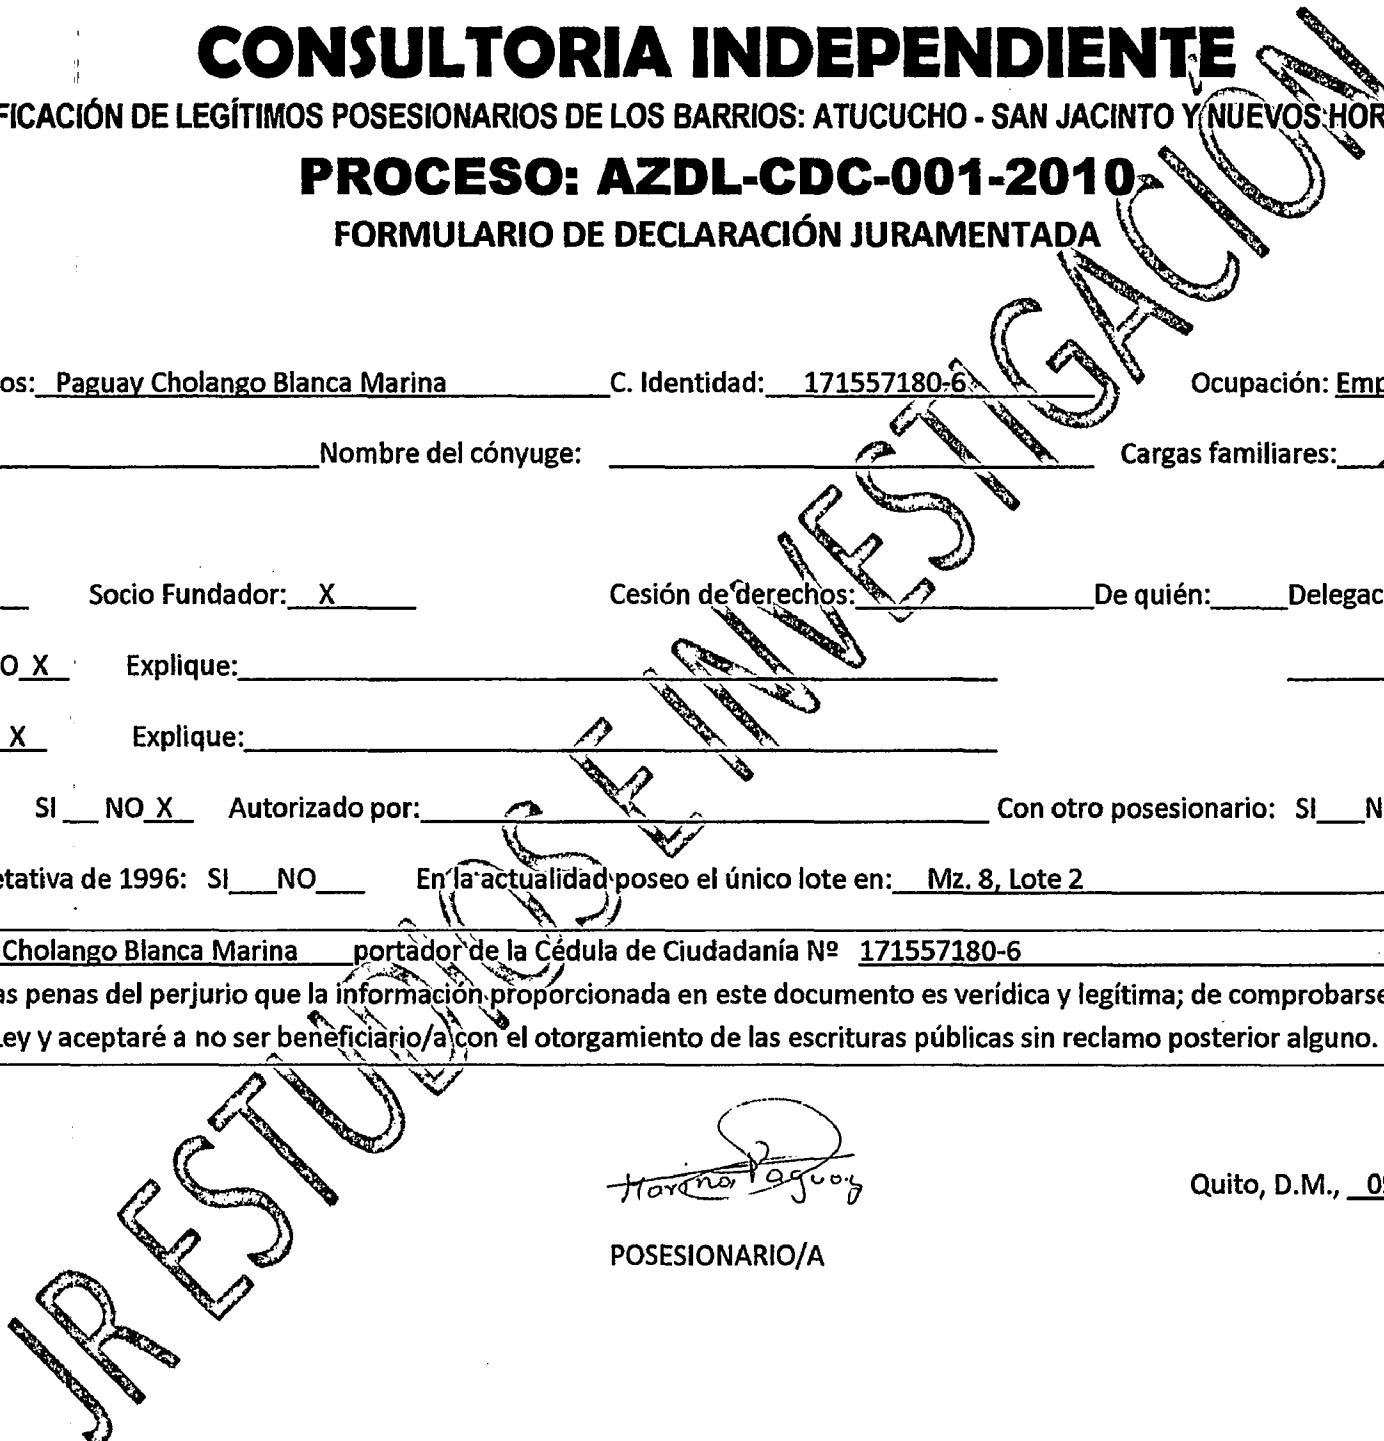 CONSULTORIA INDEPENDIENTE
FICACIÓN DE LEGÍTIMOS POSESIONARIOS DE LOS BARRIOS: ATUCUCHO - SAN JACINTO Y NUEVOS HOR
PROCESO: AZDL-CDC-001-2010
FORMULARIO DE DECLARACIÓN JURAMENTADA
os: Paguay Cholango Blanca Marina C. Identidad: 171557180-6 Ocupación: Emp
Nombre del cónyuge: Cargas familiares:
Socio Fundador: X Cesión de derechos: De quién: Delegac
O X Explique:
X Explique:
SI NO X Autorizado por: Con otro posesionario: SI N
etativa de 1996: SI NO En la actualidad poseo el único lote en: Mz. 8, Lote 2
Cholango Blanca Marina portador de la Cédula de Ciudadanía Nº 171557180-6
as penas del perjurio que la información proporcionada en este documento es verídica y legítima; de comprobarse
Ley y aceptaré a no ser beneficiario/a con el otorgamiento de las escrituras públicas sin reclamo posterior alguno.
Marina Paguay
Quito, D.M., 0
POSESIONARIO/A
JR ESTUDIOS E INVESTIGACIÓN